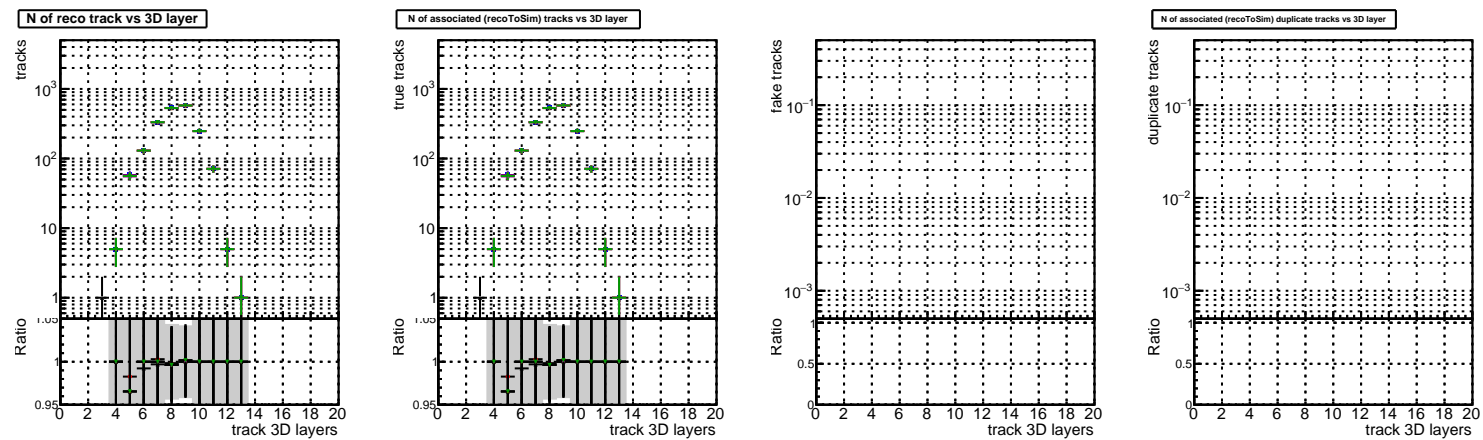 N of reco track vs 3D layer
tracks
10³
10²
10
1
1.05
Ratio
1
0.95
0 2 4 6 8 10 12 14 16 18 20
track 3D layers
N of associated (recoToSim) tracks vs 3D layer
true tracks
10³
10²
10
1
1.05
Ratio
1
0.95
0 2 4 6 8 10 12 14 16 18 20
track 3D layers
fake tracks
10⁻¹
10⁻²
10⁻³
Ratio
1
0.5
0
0 2 4 6 8 10 12 14 16 18 20
track 3D layers
N of associated (recoToSim) duplicate tracks vs 3D layer
duplicate tracks
10⁻¹
10⁻²
10⁻³
Ratio
1
0.5
0
0 2 4 6 8 10 12 14 16 18 20
track 3D layers